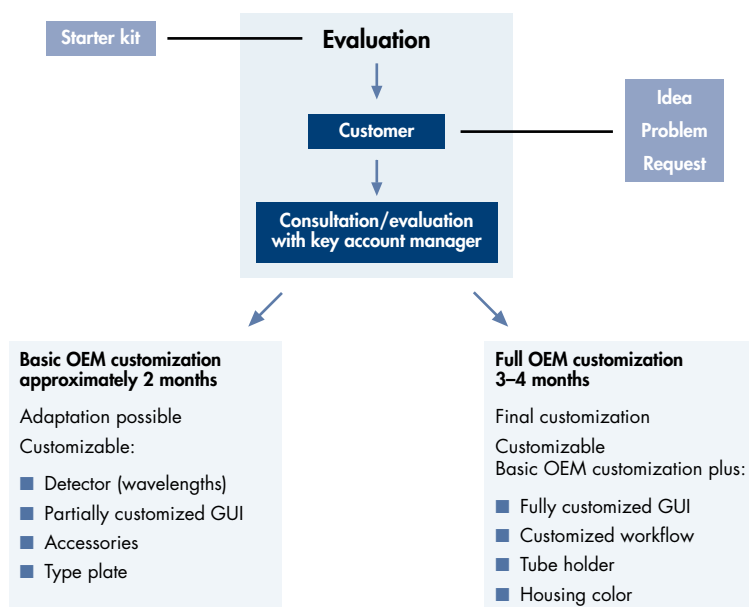 Starter kit
Evaluation
Customer
Idea
Problem
Request
Consultation/evaluation
with key account manager
Basic OEM customization
approximately 2 months
Adaptation possible
Customizable:
Detector (wavelengths)
Partially customized GUI
Accessories
Type plate
Full OEM customization
3–4 months
Final customization
Customizable
Basic OEM customization plus:
Fully customized GUI
Customized workflow
Tube holder
Housing color